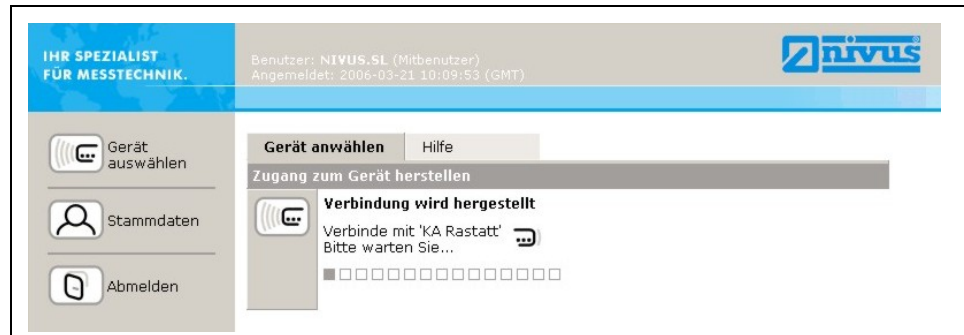 IHR SPEZIALIST
FÜR MESSTECHNIK.
Benutzer: NIVUS.SL (Mitbenutzer)
Angemeldet: 2006-03-21 10:09:53 (GMT)
nivus
Gerät
auswählen
Stammdaten
Abmelden
Gerät anwählen
Hilfe
Zugang zum Gerät herstellen
Verbindung wird hergestellt
Verbinde mit 'KA Rastatt'
Bitte warten Sie...